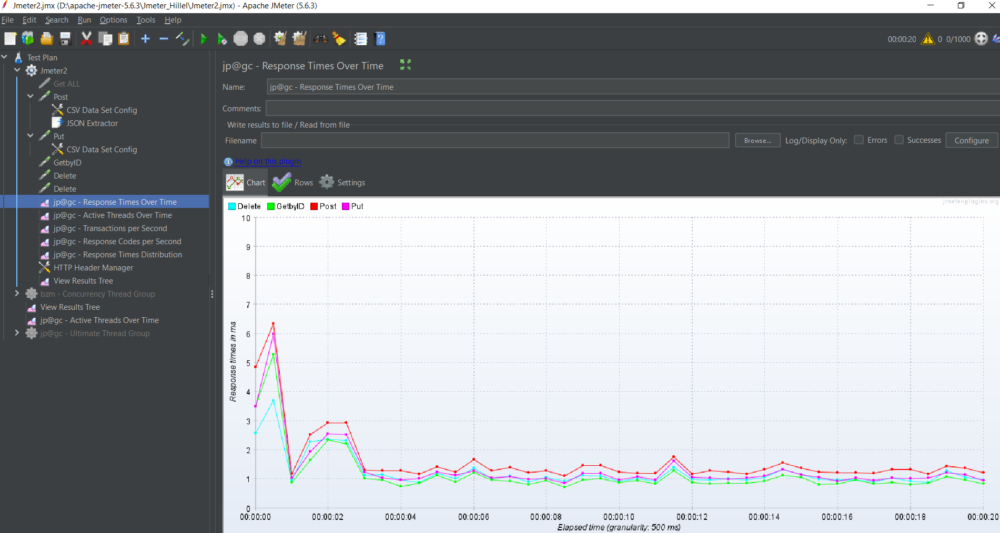 Jmeter2.jmx (D:\apache-jmeter-5.6.3\Jmeter_Hillel\Jmeter2.jmx) - Apache JMeter (5.6.3)
File Edit Search Run Options Tools Help
STOP ? 00:00:20 0 0/1000
Test Plan
Jmeter2
Get ALL
Post
CSV Data Set Config
JSON Extractor
Put
CSV Data Set Config
GetbyID
Delete
Delete
jp@gc - Response Times Over Time
jp@gc - Active Threads Over Time
jp@gc - Transactions per Second
jp@gc - Response Codes per Second
jp@gc - Response Times Distribution
HTTP Header Manager
View Results Tree
bzm - Concurrency Thread Group
View Results Tree
jp@gc - Active Threads Over Time
jp@gc - Ultimate Thread Group
jp@gc - Response Times Over Time
Name: jp@gc - Response Times Over Time
Comments:
Write results to file / Read from file
Filename Browse... Log/Display Only: Errors Successes Configure
Help on this plugin
Chart Rows Settings
jmeter-plugins.org
Delete GetbyID Post Put
10
9
8
7
6
5
4
3
2
1
0
Response times in ms
00:00:00 00:00:02 00:00:04 00:00:06 00:00:08 00:00:10 00:00:12 00:00:14 00:00:16 00:00:18 00:00:20
Elapsed time (granularity: 500 ms)